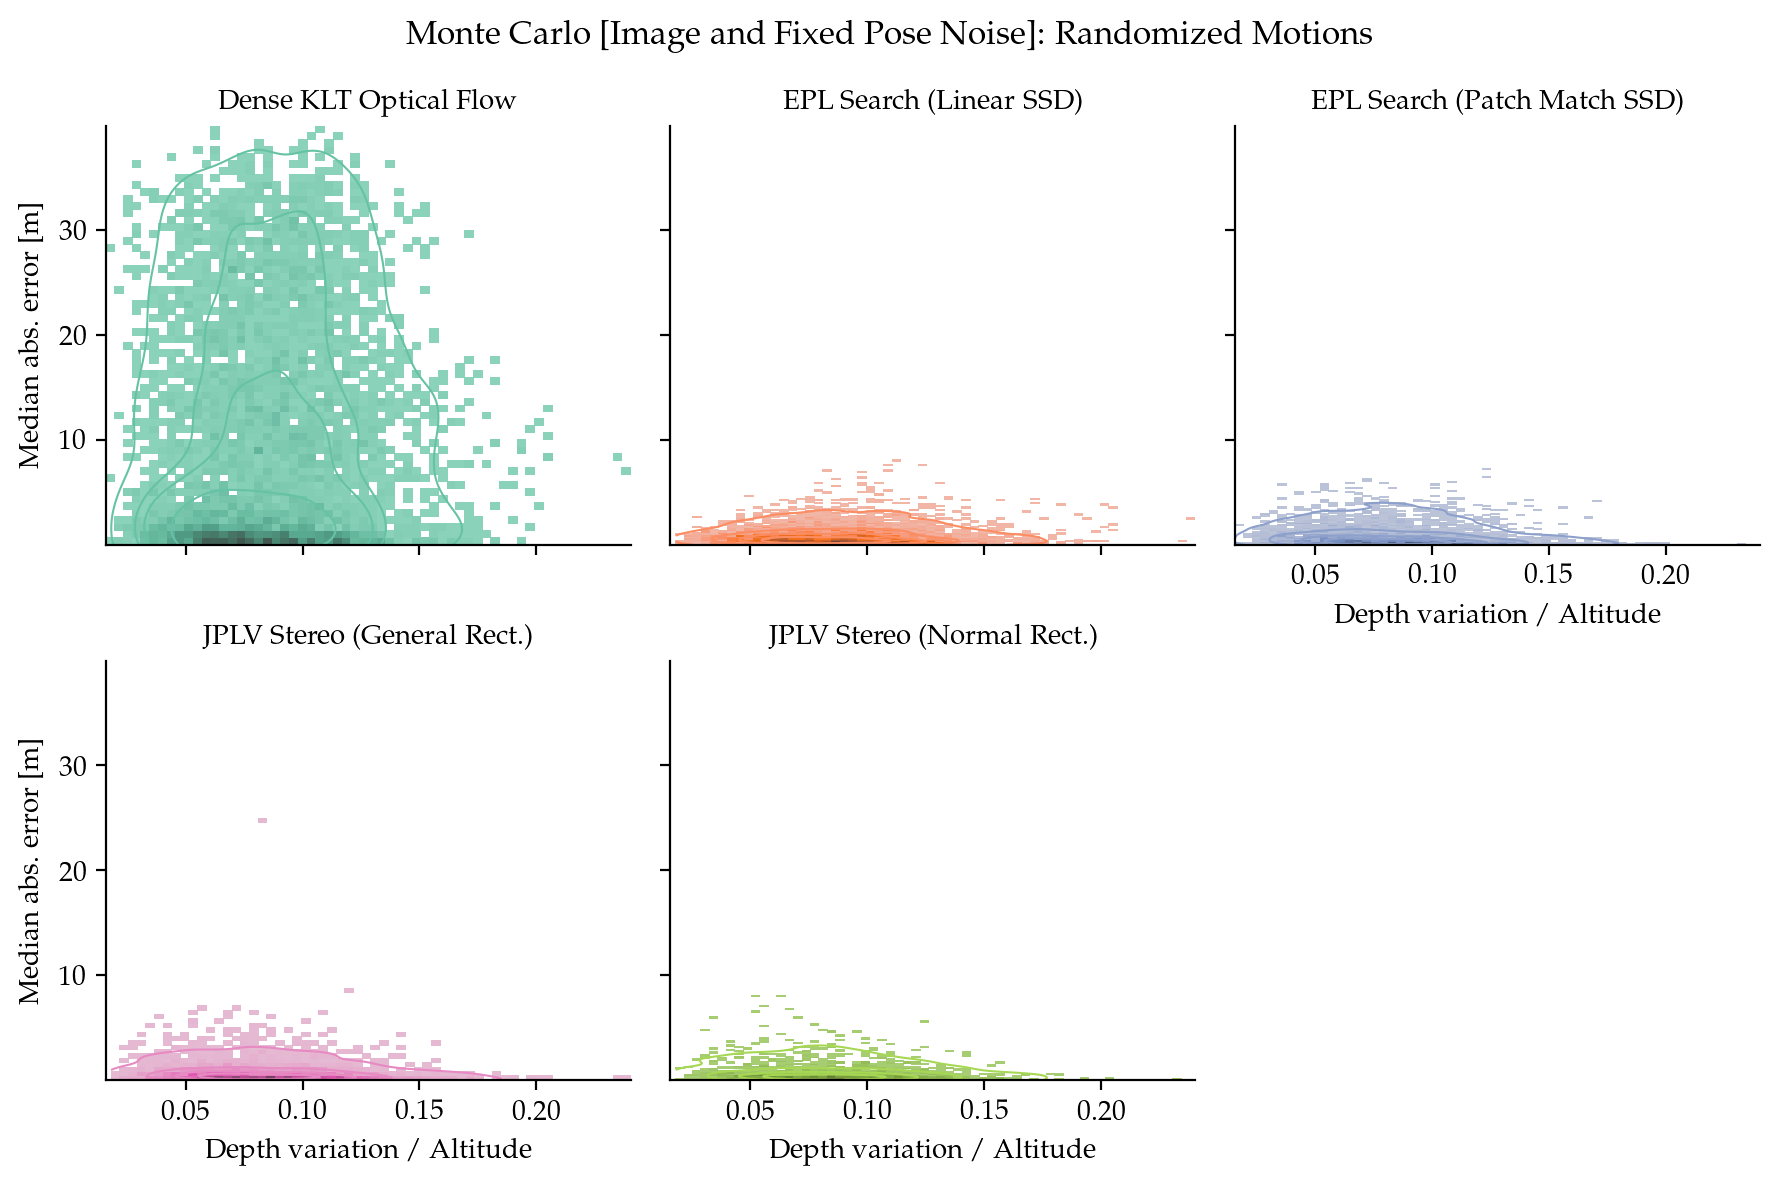 Monte Carlo [Image and Fixed Pose Noise]: Randomized Motions
Dense KLT Optical Flow
EPL Search (Linear SSD)
EPL Search (Patch Match SSD)
Median abs. error [m]
30
20
10
0.05 0.10 0.15 0.20
Depth variation / Altitude
JPLV Stereo (General Rect.)
JPLV Stereo (Normal Rect.)
Median abs. error [m]
30
20
10
0.05 0.10 0.15 0.20
Depth variation / Altitude
0.05 0.10 0.15 0.20
Depth variation / Altitude